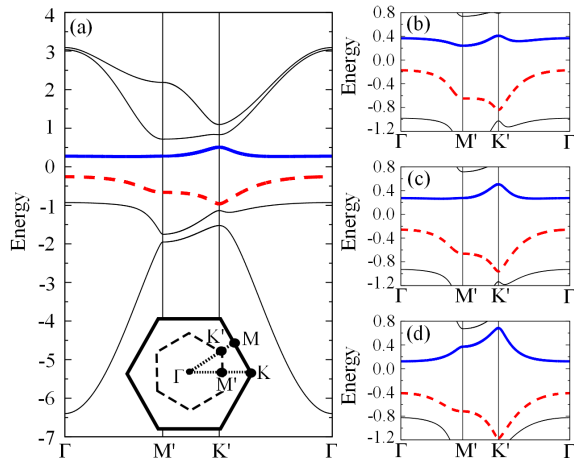 (a)
Energy
4
3
2
1
0
-1
-2
-3
-4
-5
-6
-7
Γ
M'
K'
Γ
K'
M
Γ
M'
K
(b)
Energy
0.8
0.4
0.0
-0.4
-0.8
-1.2
Γ
M'
K'
Γ
(c)
Energy
0.8
0.4
0.0
-0.4
-0.8
-1.2
Γ
M'
K'
Γ
(d)
Energy
0.8
0.4
0.0
-0.4
-0.8
-1.2
Γ
M'
K'
Γ